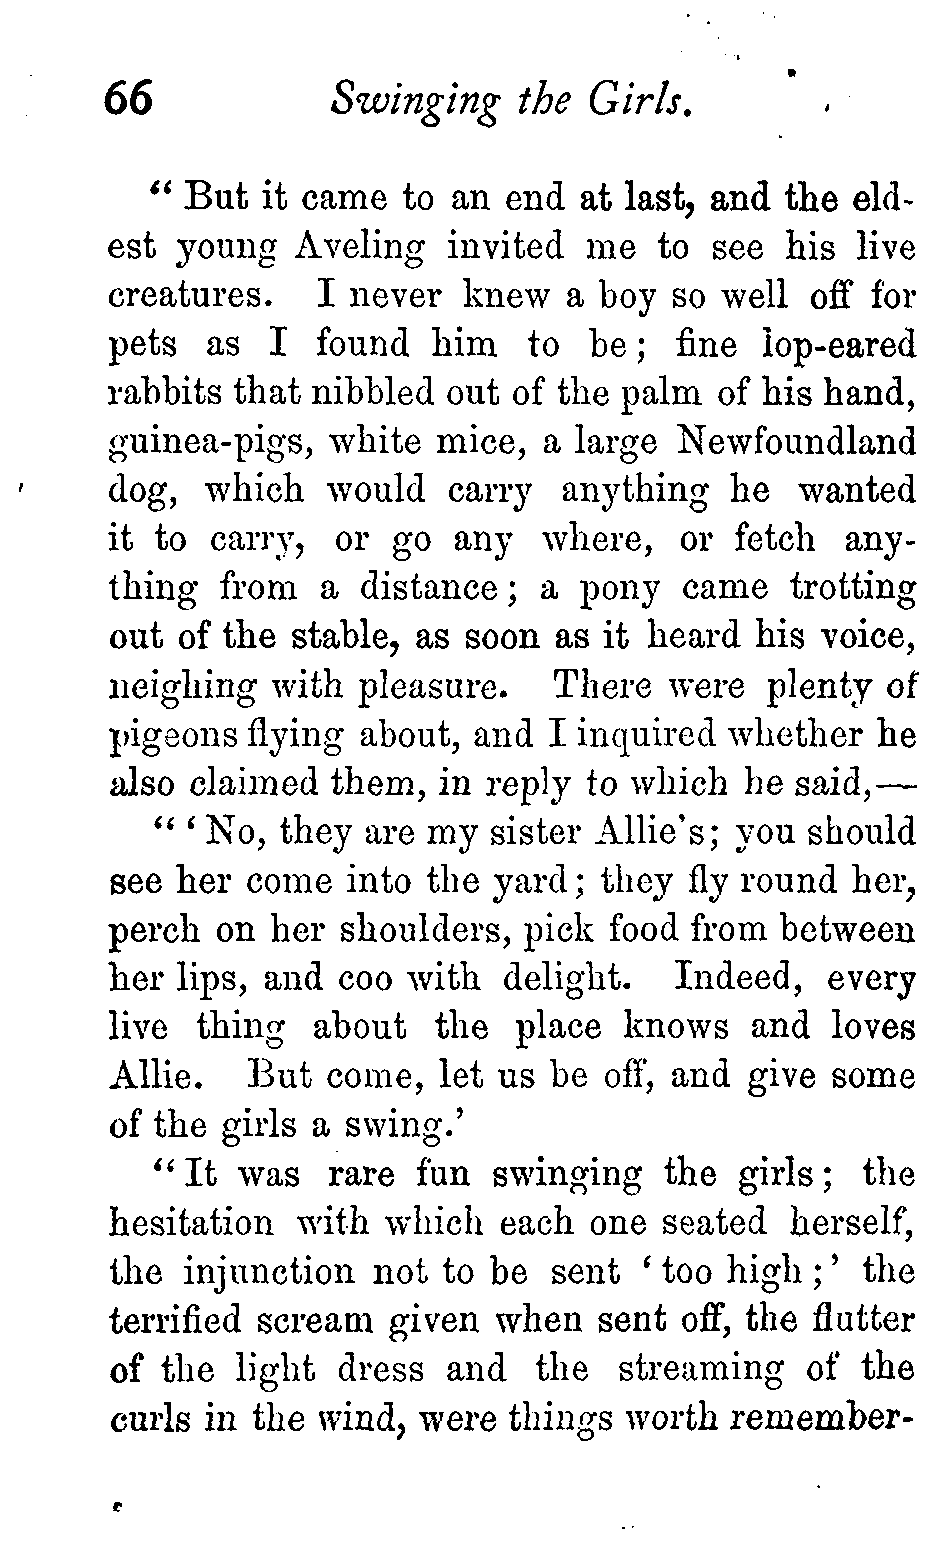 66 Swinging the Girls.
“ But it came to an end at last, and the eld-
est young Aveling invited me to see his live
creatures. I never knew a boy so well off for
pets as I found him to be ; fine lop-eared
rabbits that nibbled out of the palm of his hand,
guinea-pigs, white mice, a large Newfoundland
dog, which would carry anything he wanted
it to carry, or go any where, or fetch any-
thing from a distance ; a pony came trotting
out of the stable, as soon as it heard his voice,
neighing with pleasure. There were plenty of
pigeons flying about, and I inquired whether he
also claimed them, in reply to which he said,—
“ ‘ No, they are my sister Allie's; you should
see her come into the yard ; they fly round her,
perch on her shoulders, pick food from between
her lips, and coo with delight. Indeed, every
live thing about the place knows and loves
Allie. But come, let us be off, and give some
of the girls a swing.’
“ It was rare fun swinging the girls ; the
hesitation with which each one seated herself,
the injunction not to be sent ‘ too high ; ’ the
terrified scream given when sent off, the flutter
of the light dress and the streaming of the
curls in the wind, were things worth remember-